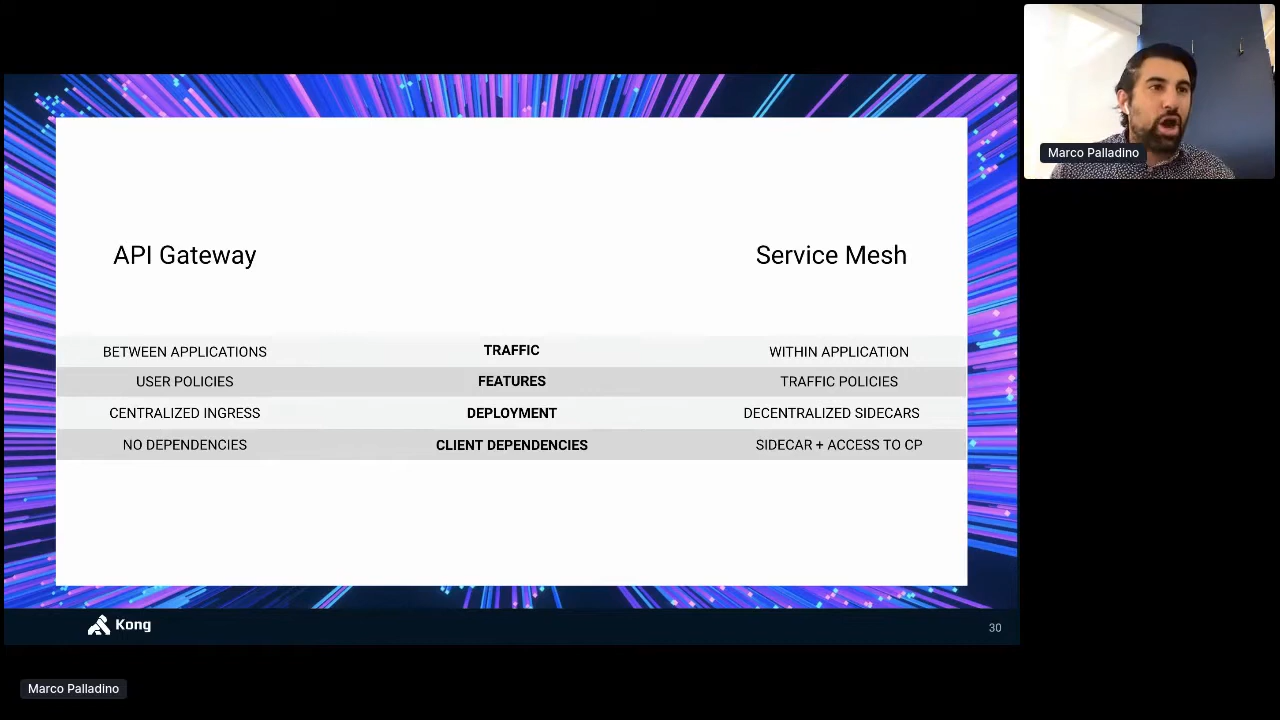 Marco Palladino
API Gateway Service Mesh
BETWEEN APPLICATIONS TRAFFIC WITHIN APPLICATION
USER POLICIES FEATURES TRAFFIC POLICIES
CENTRALIZED INGRESS DEPLOYMENT DECENTRALIZED SIDECARS
NO DEPENDENCIES CLIENT DEPENDENCIES SIDECAR + ACCESS TO CP
Kong 30
Marco Palladino